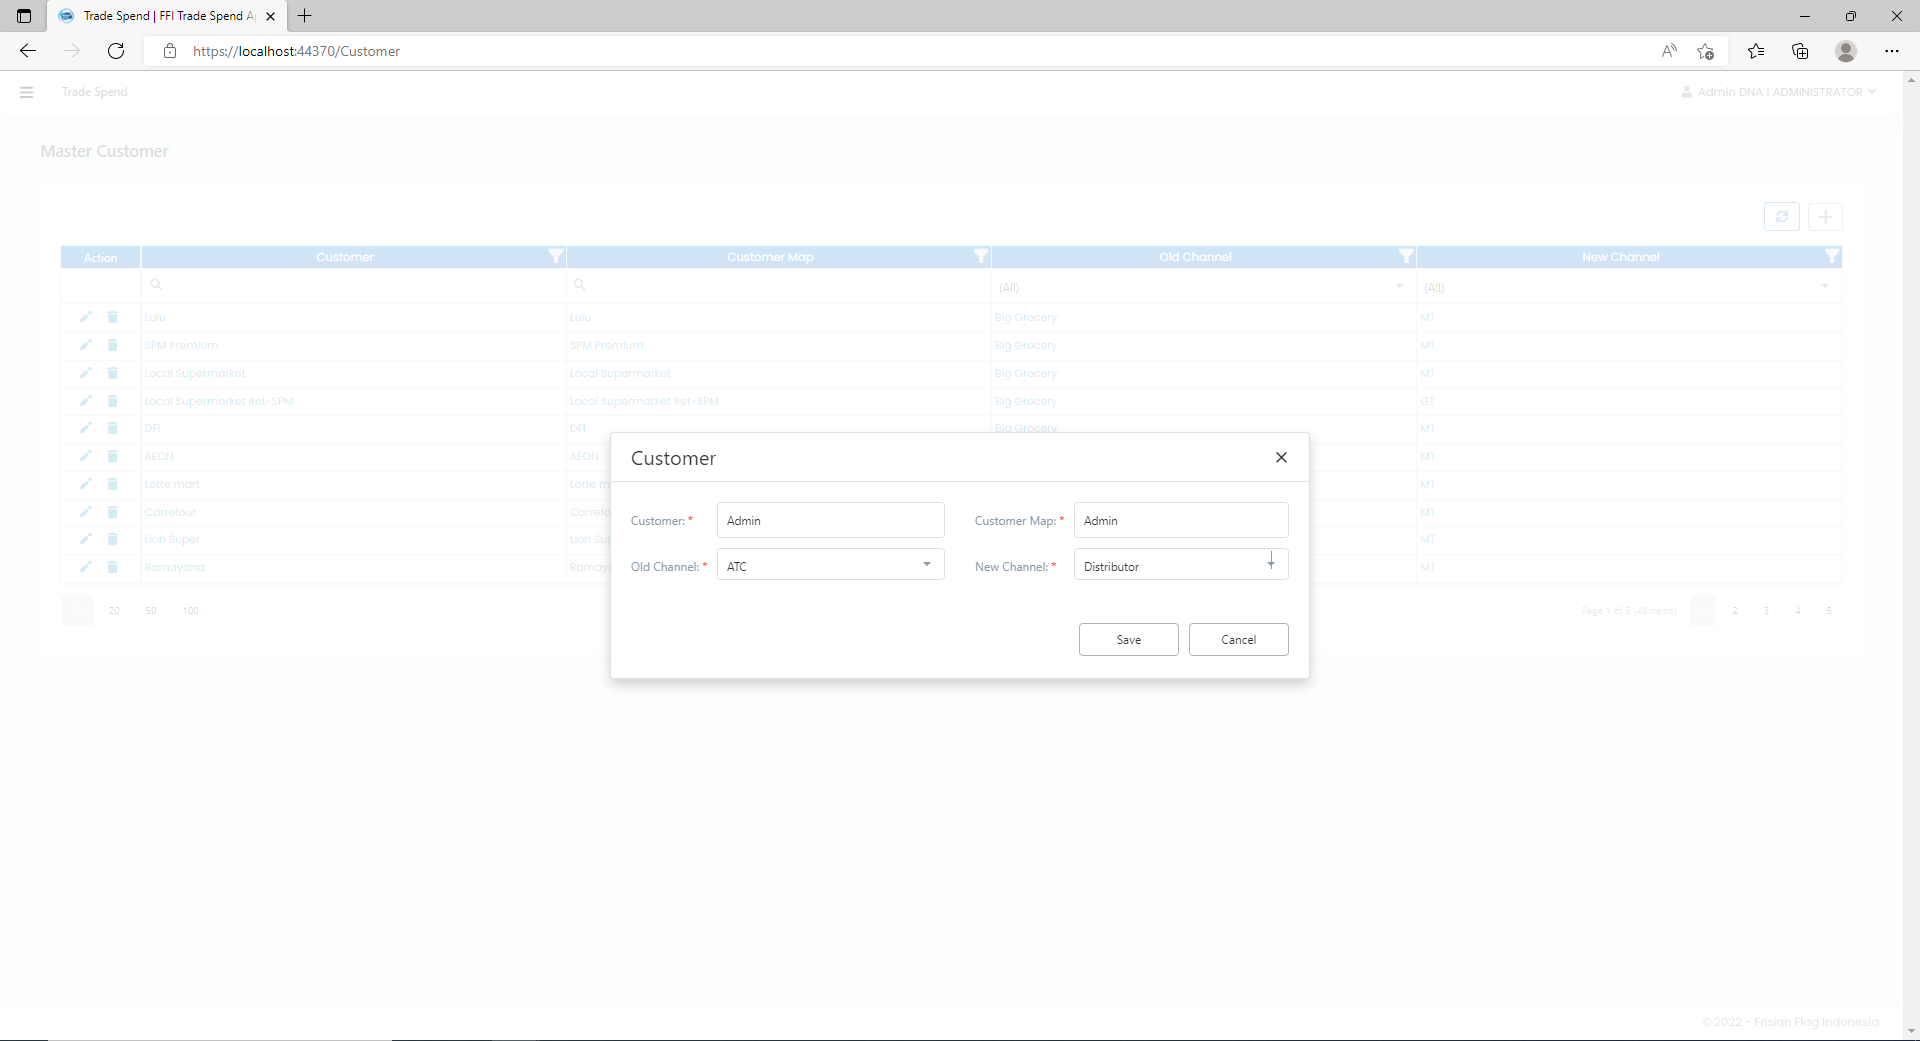 Trade Spend | FFI Trade Spend Ap
https://localhost:44370/Customer
Trade Spend
Admin DNA | ADMINISTRATOR
Master Customer
Action Customer Customer Map Old Channel New Channel
(All) (All)
Lulu Lulu Big Grocery MT
SPM Premium SPM Premium Big Grocery MT
Local Supermarket Local Supermarket Big Grocery MT
Local Supermarket Ret-SPM Local Supermarket Ret-SPM Big Grocery GT
DFI DFI Big Grocery MT
AEON AEON MT
Lotte mart Lotte m MT
Carrefour Carrefo MT
Lion Super Lion Sup MT
Ramayana Ramay MT
Customer
Customer: * Admin Customer Map: * Admin
Old Channel: * ATC New Channel: * Distributor
Save Cancel
20 50 100
Page 1 of 5 (48 items) 2 3 4 5
© 2022 - Frisian Flag Indonesia